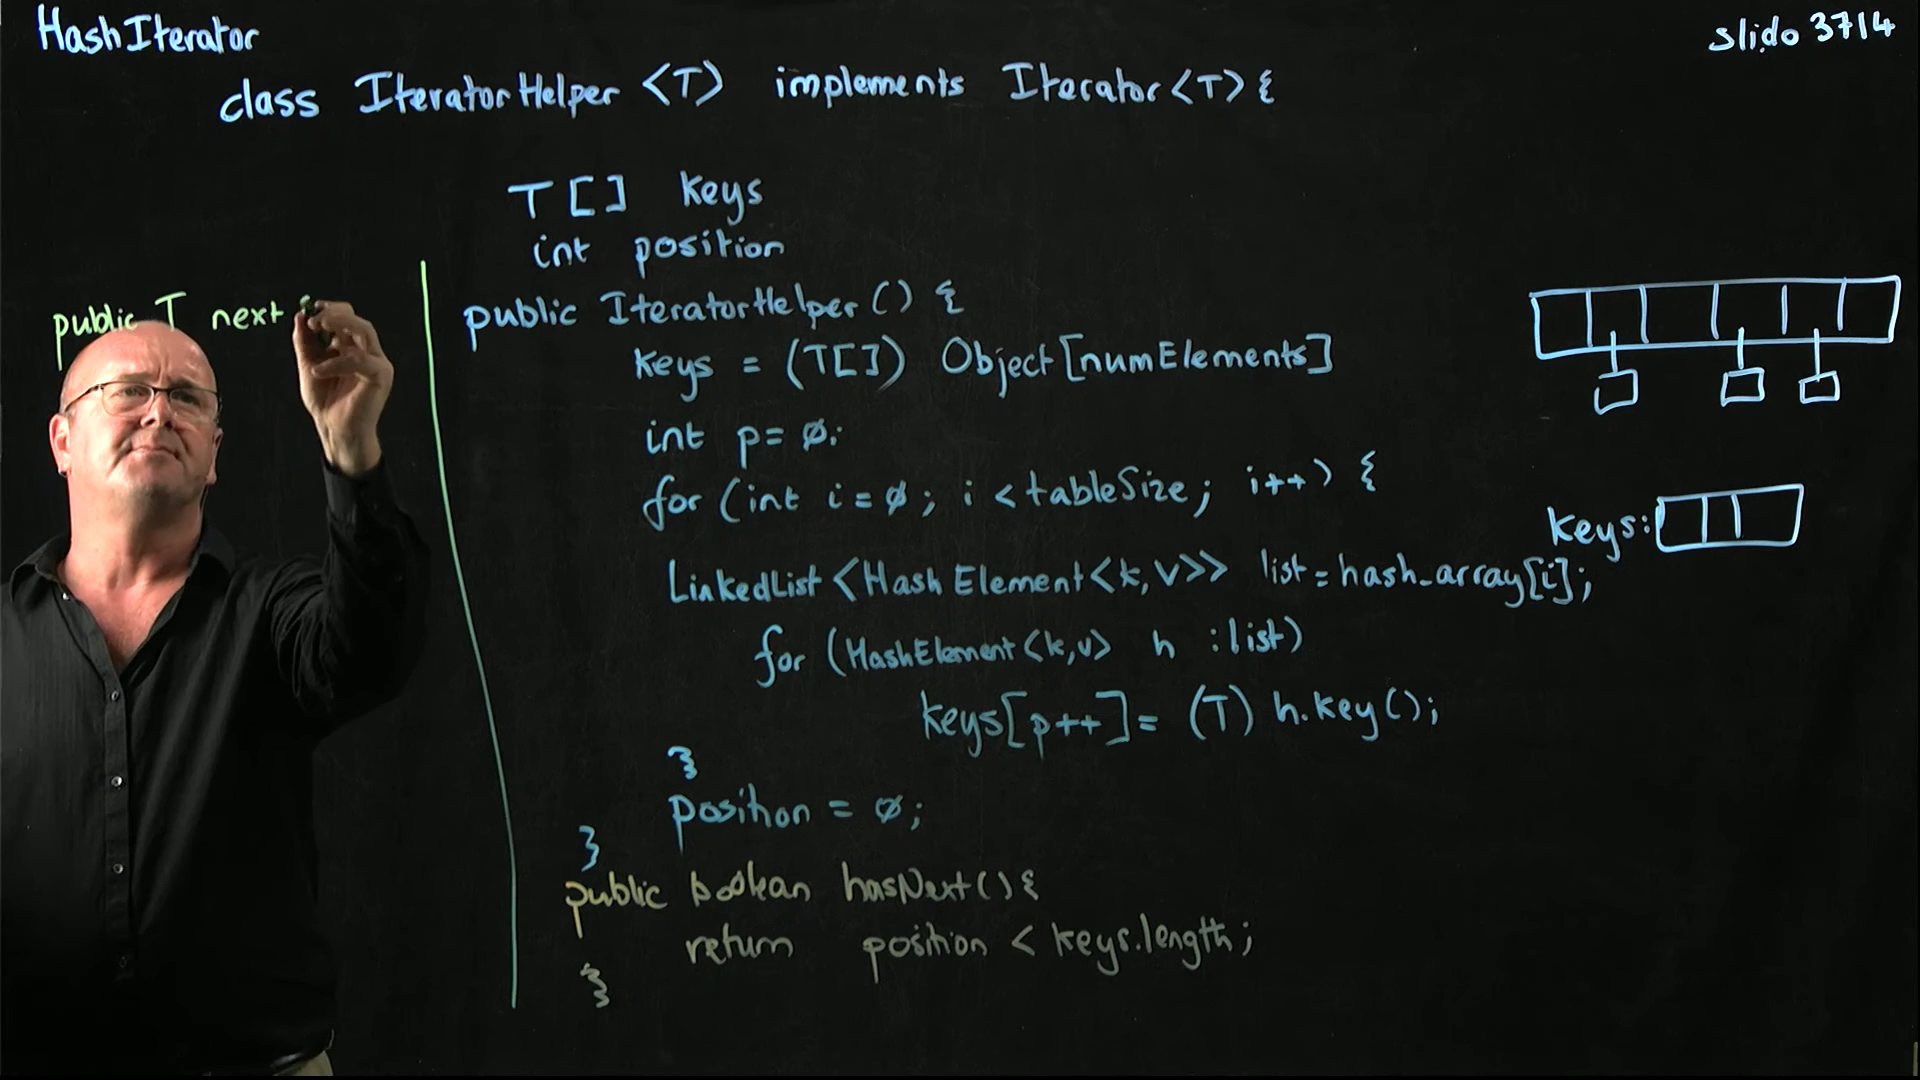 HashIterator
slido 3714
class IteratorHelper <T> implements Iterator<T> {
T[] keys
int position
public T next
public IteratorHelper() {
keys = (T[]) Object[numElements]
int p=0;
for (int i=0; i<tableSize; i++) {
LinkedList<HashElement<k,v>> list=hash_array[i];
for (HashElement<k,v> h :list)
keys[p++]= (T) h.key();
}
position = 0;
}
public boolean hasNext(){
return position < keys.length;
}
keys: